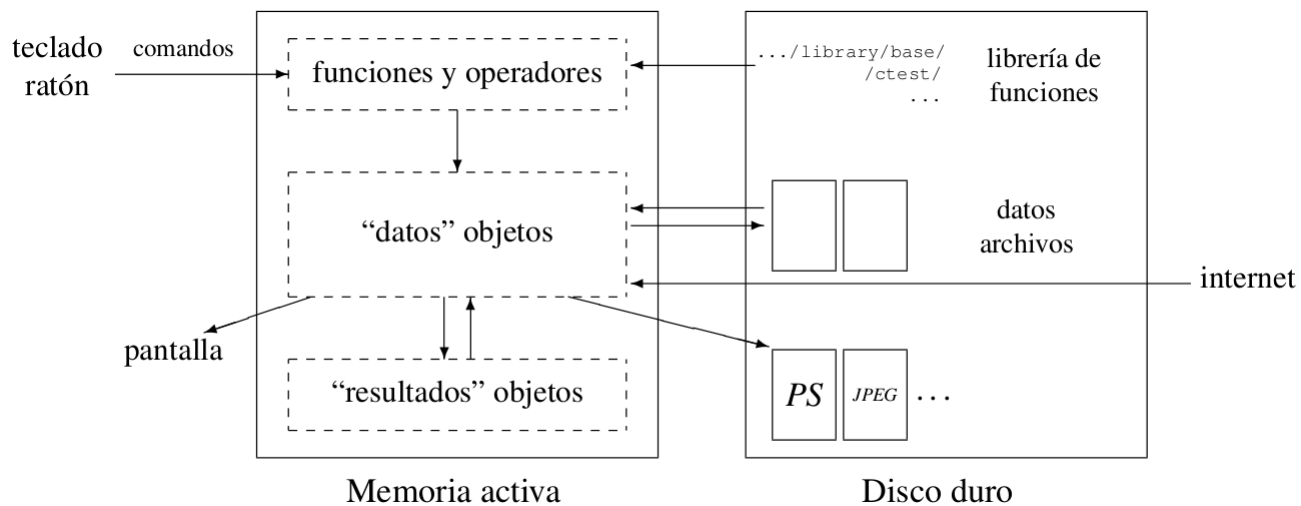 teclado
ratón
comandos
funciones y operadores
.../library/base/
/ctest/
...
librería de
funciones
“datos” objetos
datos
archivos
internet
pantalla
“resultados” objetos
PS
JPEG
...
Memoria activa
Disco duro